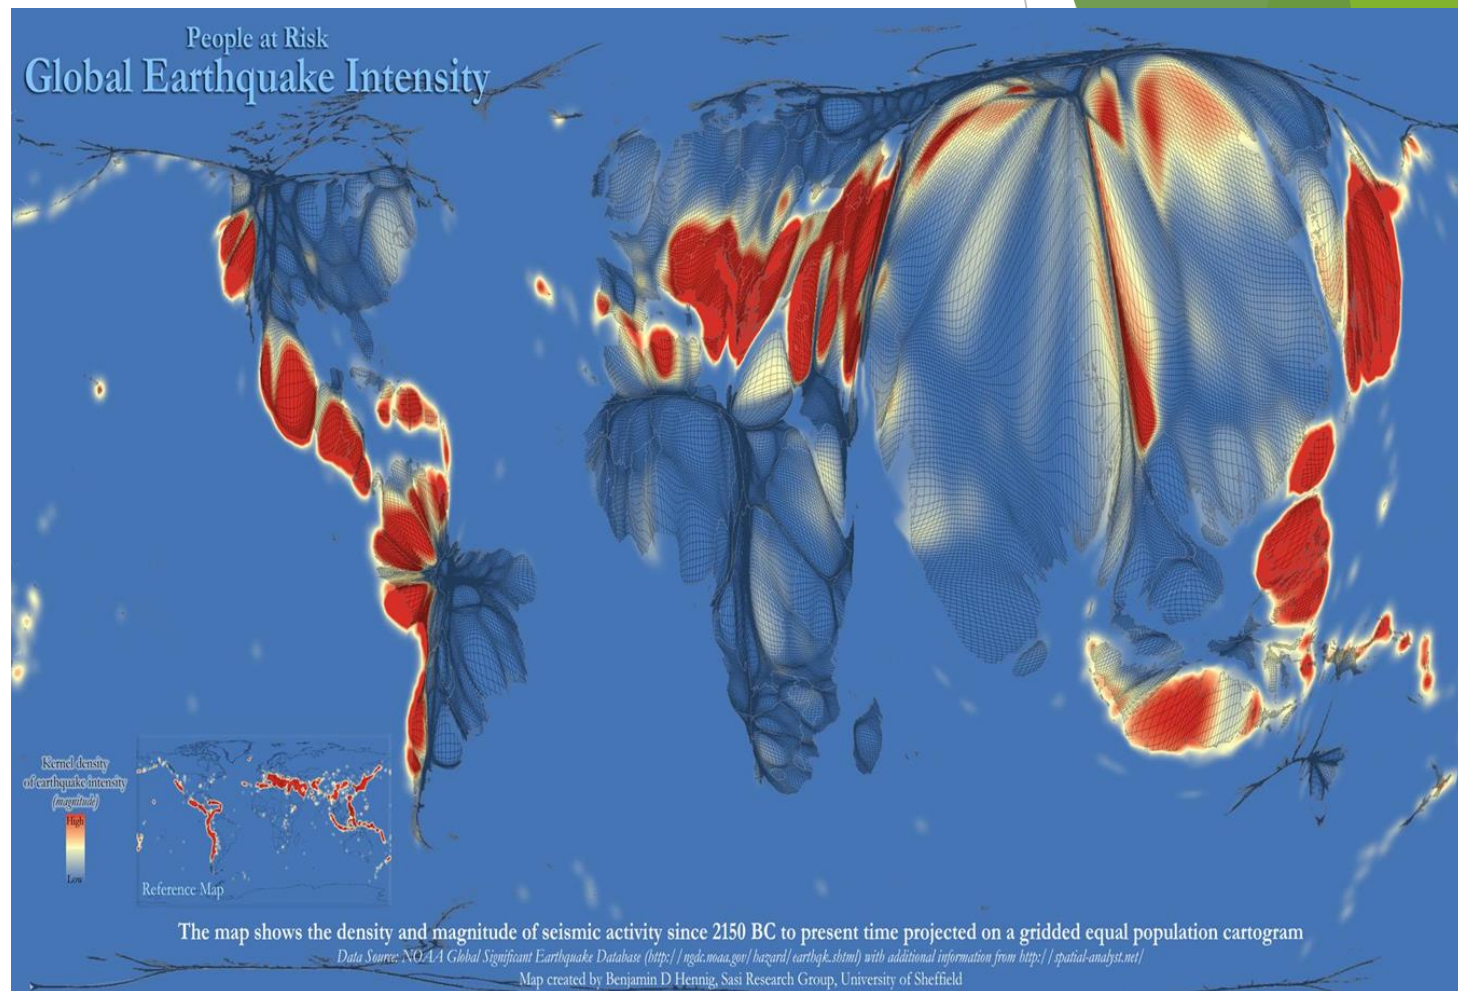 People at Risk
Global Earthquake Intensity
Kernel density
of earthquake intensity
(magnitude)
High
Low
Reference Map
The map shows the density and magnitude of seismic activity since 2150 BC to present time projected on a gridded equal population cartogram
Data Source: NOAA Global Significant Earthquake Database (http://ngdc.noaa.gov/hazard/earthqk.shtml) with additional information from http://spatial-analyst.net/
Map created by Benjamin D Hennig, Sasi Research Group, University of Sheffield